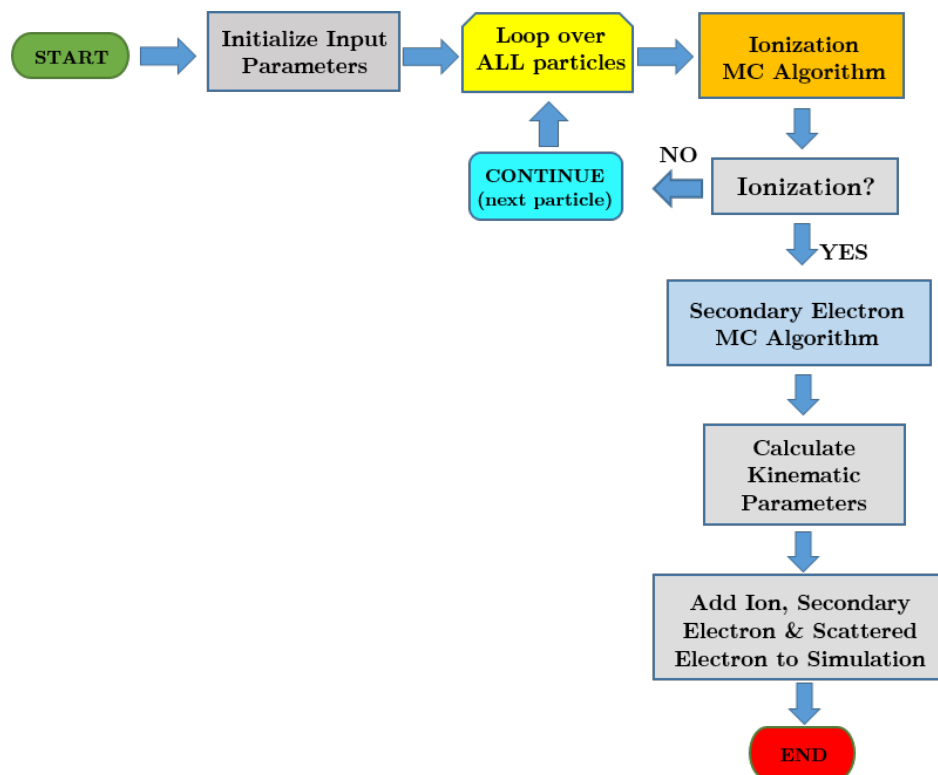 START
Initialize Input
Parameters
Loop over
ALL particles
Ionization
MC Algorithm
NO
CONTINUE
(next particle)
Ionization?
YES
Secondary Electron
MC Algorithm
Calculate
Kinematic
Parameters
Add Ion, Secondary
Electron & Scattered
Electron to Simulation
END